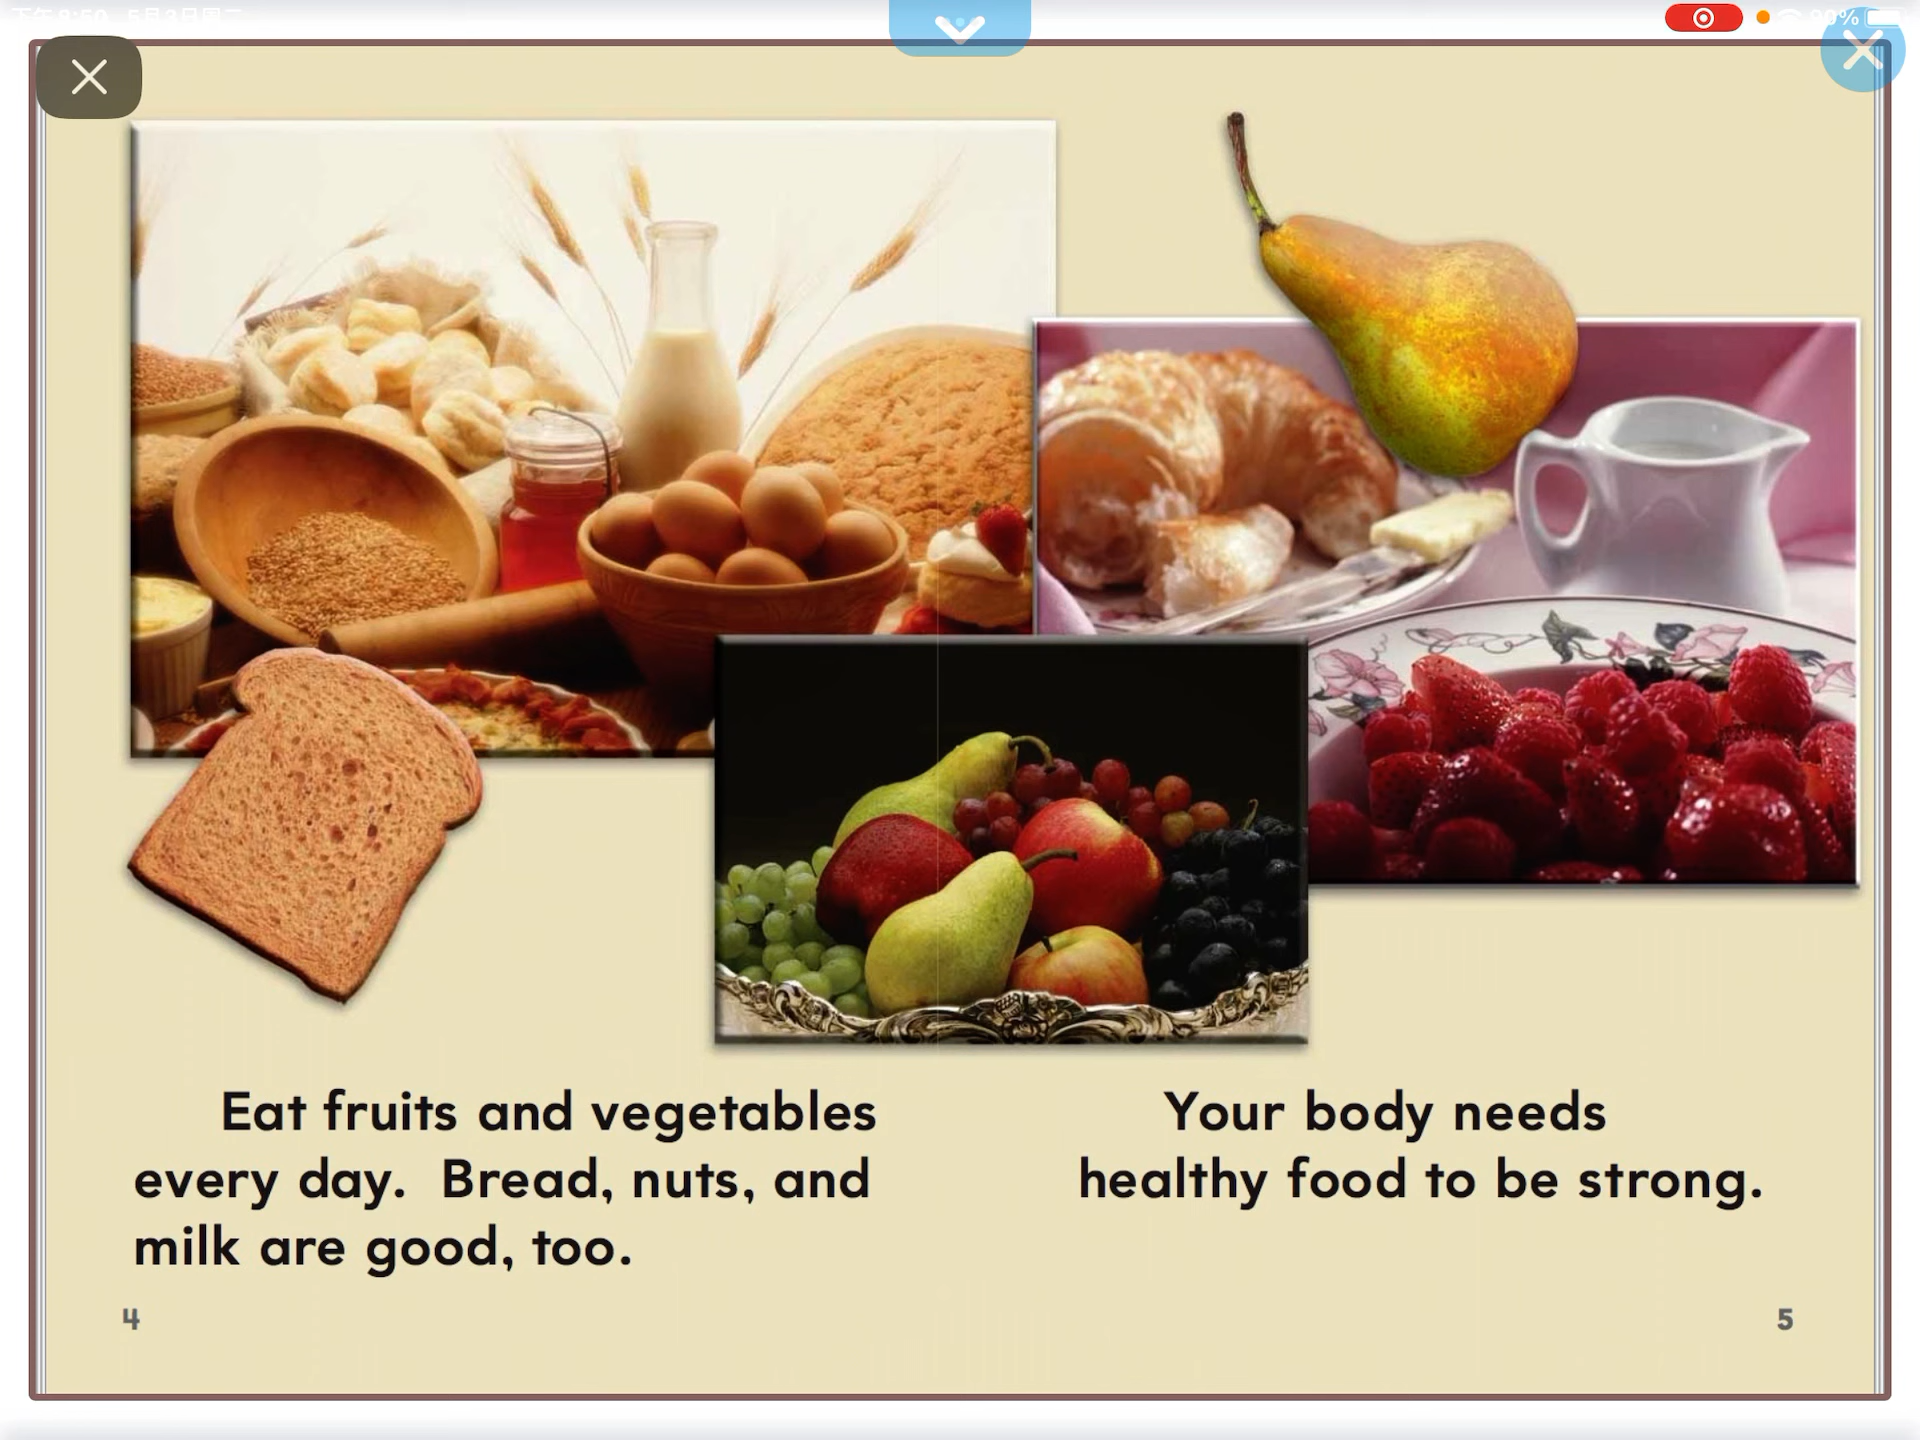 Eat fruits and vegetables
every day. Bread, nuts, and
milk are good, too.
4
Your body needs
healthy food to be strong.
5